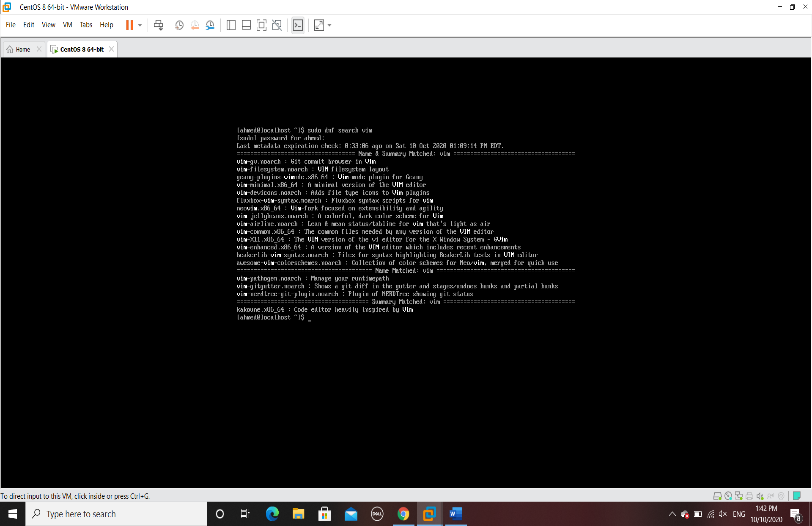 CentOS 8 64-bit - VMware Workstation
File Edit View VM Tabs Help
Home
CentOS 8 64-bit
[ahmed@localhost ~]$ sudo dnf search vim
[sudo] password for ahmed:
Last metadata expiration check: 0:33:06 ago on Sat 10 Oct 2020 01:09:14 PM EDT.
================================== Name & Summary Matched: vim ===================================
vim-gv.noarch : Git commit browser in Vim
vim-filesystem.noarch : VIM filesystem layout
geany-plugins-vimode.x86_64 : Vim mode plugin for Geany
vim-minimal.x86_64 : A minimal version of the VIM editor
vim-devicons.noarch : Adds file type icons to Vim plugins
fluxbox-vim-syntax.noarch : Fluxbox syntax scripts for vim
neovim.x86_64 : Vim-fork focused on extensibility and agility
vim-jellybeans.noarch : A colorful, dark color scheme for Vim
vim-airline.noarch : Lean & mean status/tabline for vim that's light as air
vim-common.x86_64 : The common files needed by any version of the VIM editor
vim-X11.x86_64 : The VIM version of the vi editor for the X Window System - GVim
vim-enhanced.x86_64 : A version of the VIM editor which includes recent enhancements
beakerlib-vim-syntax.noarch : Files for syntax highlighting BeakerLib tests in VIM editor
awesome-vim-colorschemes.noarch : Collection of color schemes for Neo/vim, merged for quick use
====================================== Name Matched: vim =======================================
vim-pathogen.noarch : Manage your runtimepath
vim-gitgutter.noarch : Shows a git diff in the gutter and stages/undoes hunks and partial hunks
vim-nerdtree-git-plugin.noarch : Plugin of NERDTree showing git status
===================================== Summary Matched: vim =====================================
kakoune.x86_64 : Code editor heavily inspired by Vim
[ahmed@localhost ~]$ _
To direct input to this VM, click inside or press Ctrl+G.
Type here to search
DELL
W
ENG
1:42 PM
10/10/2020